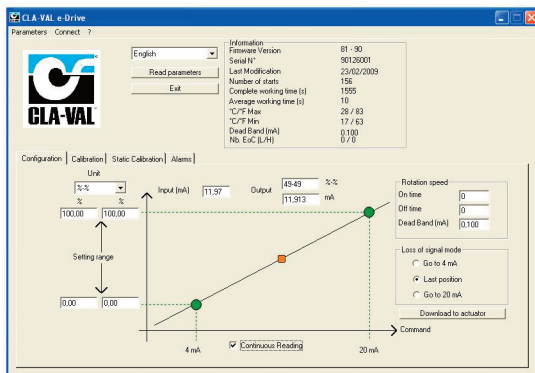 CLA-VAL e-Drive
Parameters Connect ?
CLA-VAL
English
Read parameters
Exit
Information
Firmware Version 81 - 90
Serial N° 90126001
Last Modification 23/02/2009
Number of starts 156
Complete working time (s) 1555
Average working time (s) 10
°C/°F Max 28 / 83
°C/°F Min 17 / 63
Dead Band (mA) 0.100
Nb. EoC (L/H) 0 / 0
Configuration Calibration Static Calibration Alarms
Unit
%-%
% %
100,00 100,00
Setting range
0,00 0,00
Input (mA) 11,97 Output 49-49 %-%
11,913 mA
4 mA
Continuous Reading
20 mA
Command
Rotation speed
On time 0
Off time 0
Dead Band (mA) 0,100
Loss of signal mode
Go to 4 mA
Last position
Go to 20 mA
Download to actuator